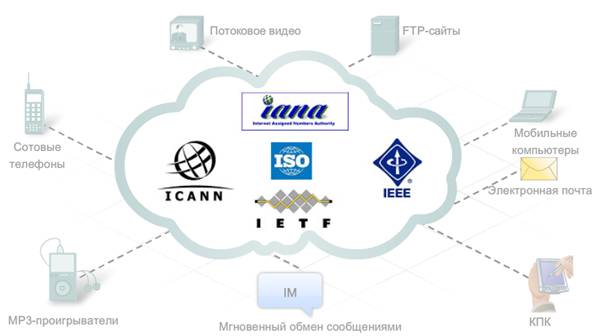 Потоковое видео
FTP-сайты
iana
Internet Assigned Numbers Authority
Сотовые
телефоны
ICANN
ISO
IEEE
®
IETF
Мобильные
компьютеры
Электронная почта
MP3-проигрыватели
IM
Мгновенный обмен сообщениями
КПК